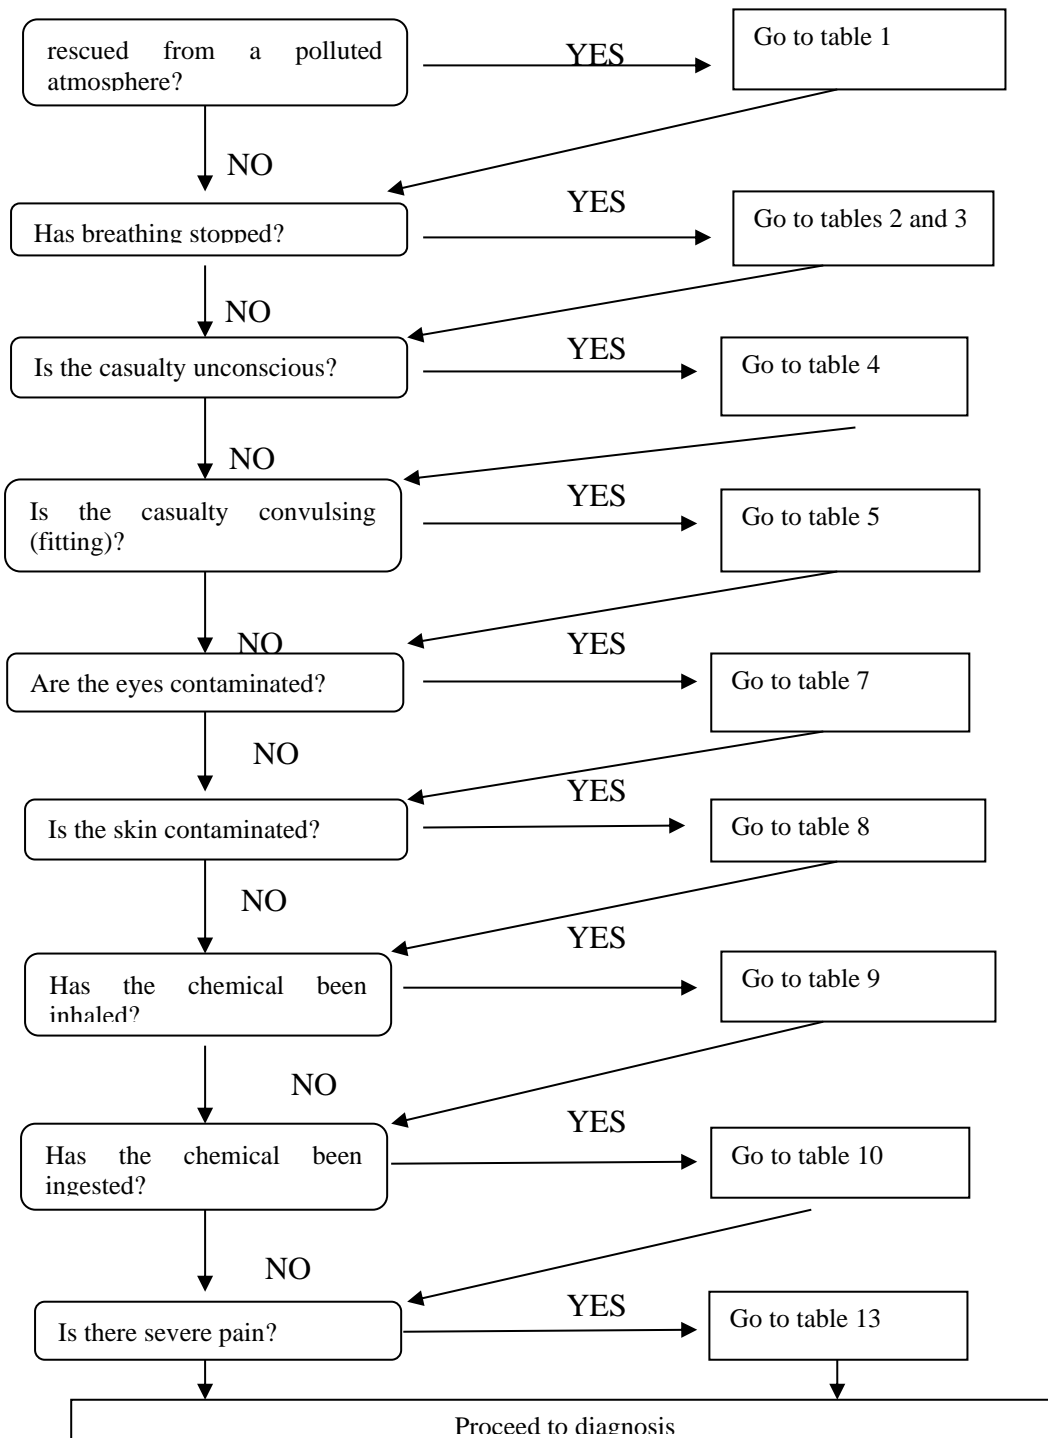 rescued from a polluted
atmosphere?
YES
Go to table 1
NO
Has breathing stopped?
YES
Go to tables 2 and 3
NO
Is the casualty unconscious?
YES
Go to table 4
NO
Is the casualty convulsing
(fitting)?
YES
Go to table 5
NO
Are the eyes contaminated?
YES
Go to table 7
NO
Is the skin contaminated?
YES
Go to table 8
NO
Has the chemical been
inhaled?
YES
Go to table 9
NO
Has the chemical been
ingested?
YES
Go to table 10
NO
Is there severe pain?
YES
Go to table 13
Proceed to diagnosis